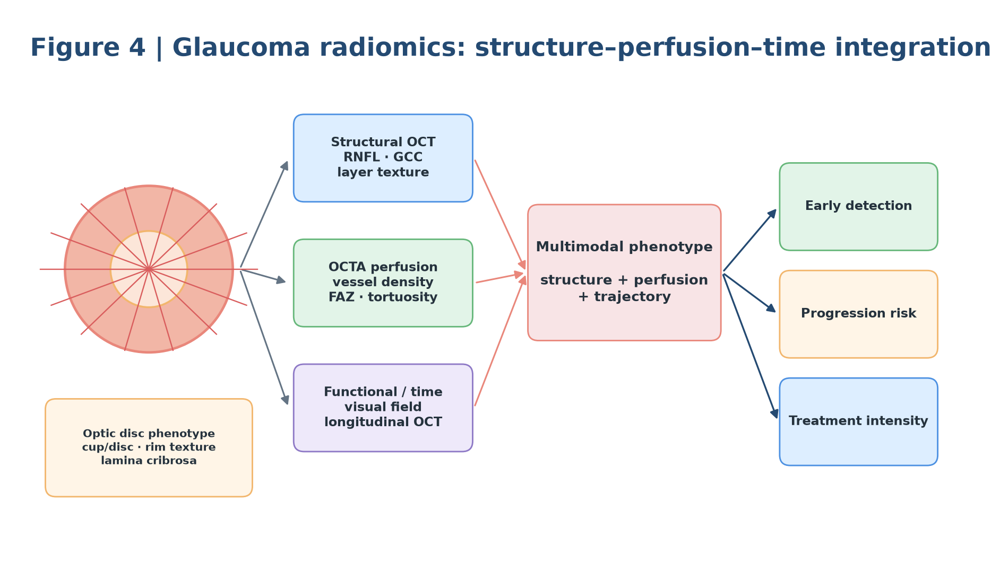 Figure 4 | Glaucoma radiomics: structure–perfusion–time integration
Structural OCT
RNFL · GCC
layer texture
OCTA perfusion
vessel density
FAZ · tortuosity
Functional / time
visual field
longitudinal OCT
Optic disc phenotype
cup/disc · rim texture
lamina cribrosa
Multimodal phenotype
structure + perfusion
+ trajectory
Early detection
Progression risk
Treatment intensity